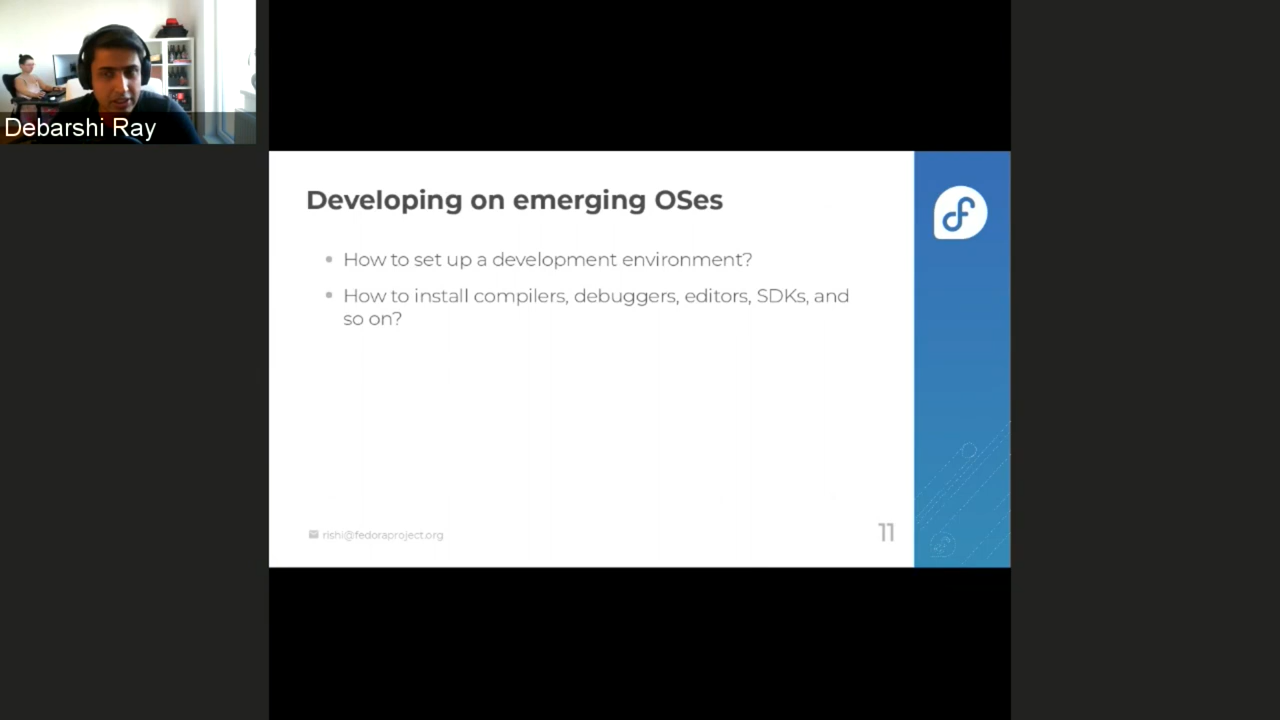 Debarshi Ray
Developing on emerging OSes
How to set up a development environment?
How to install compilers, debuggers, editors, SDKs, and
so on?
rishi@fedoraproject.org
11